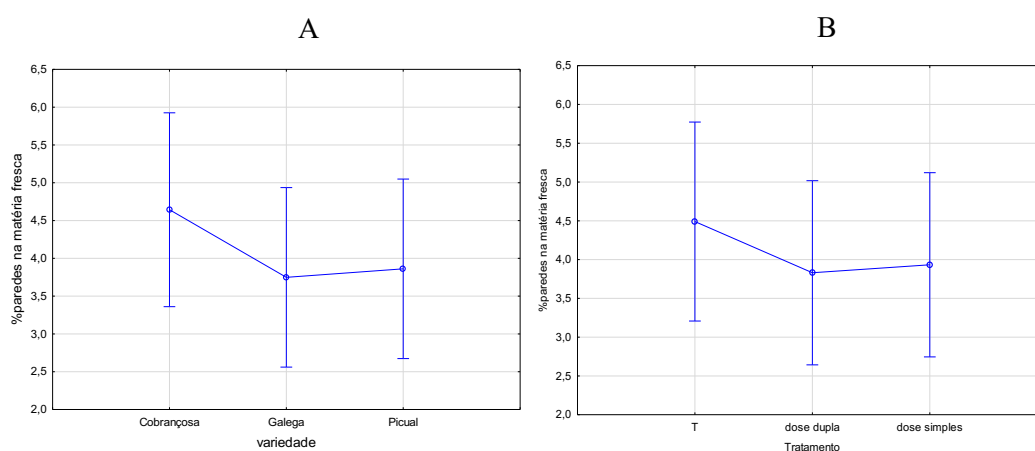 A
%paredes na matéria fresca
6,5
6,0
5,5
5,0
4,5
4,0
3,5
3,0
2,5
2,0
Cobrançosa Galega Picual
variedade
B
%paredes na matéria fresca
6,5
6,0
5,5
5,0
4,5
4,0
3,5
3,0
2,5
2,0
T dose dupla dose simples
Tratamento